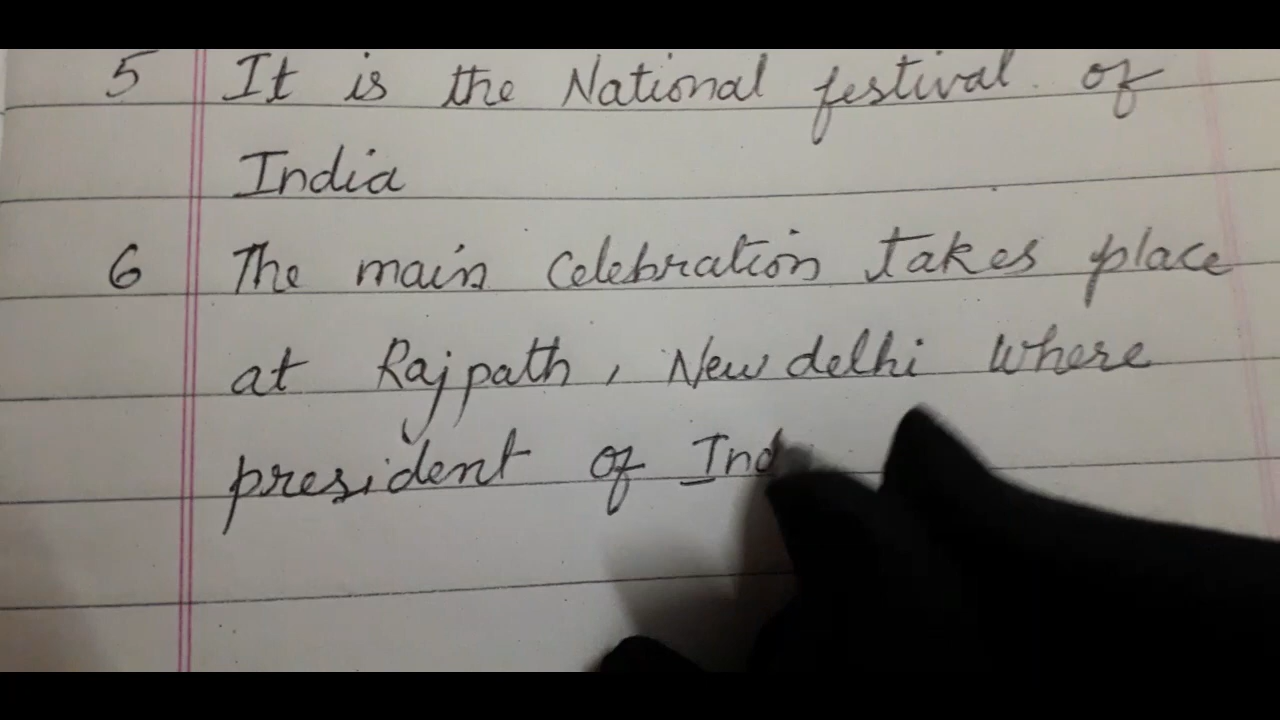 5 It is the National festival of
India
6 The main Celebration takes place
at Rajpath, New delhi where
president of Ind